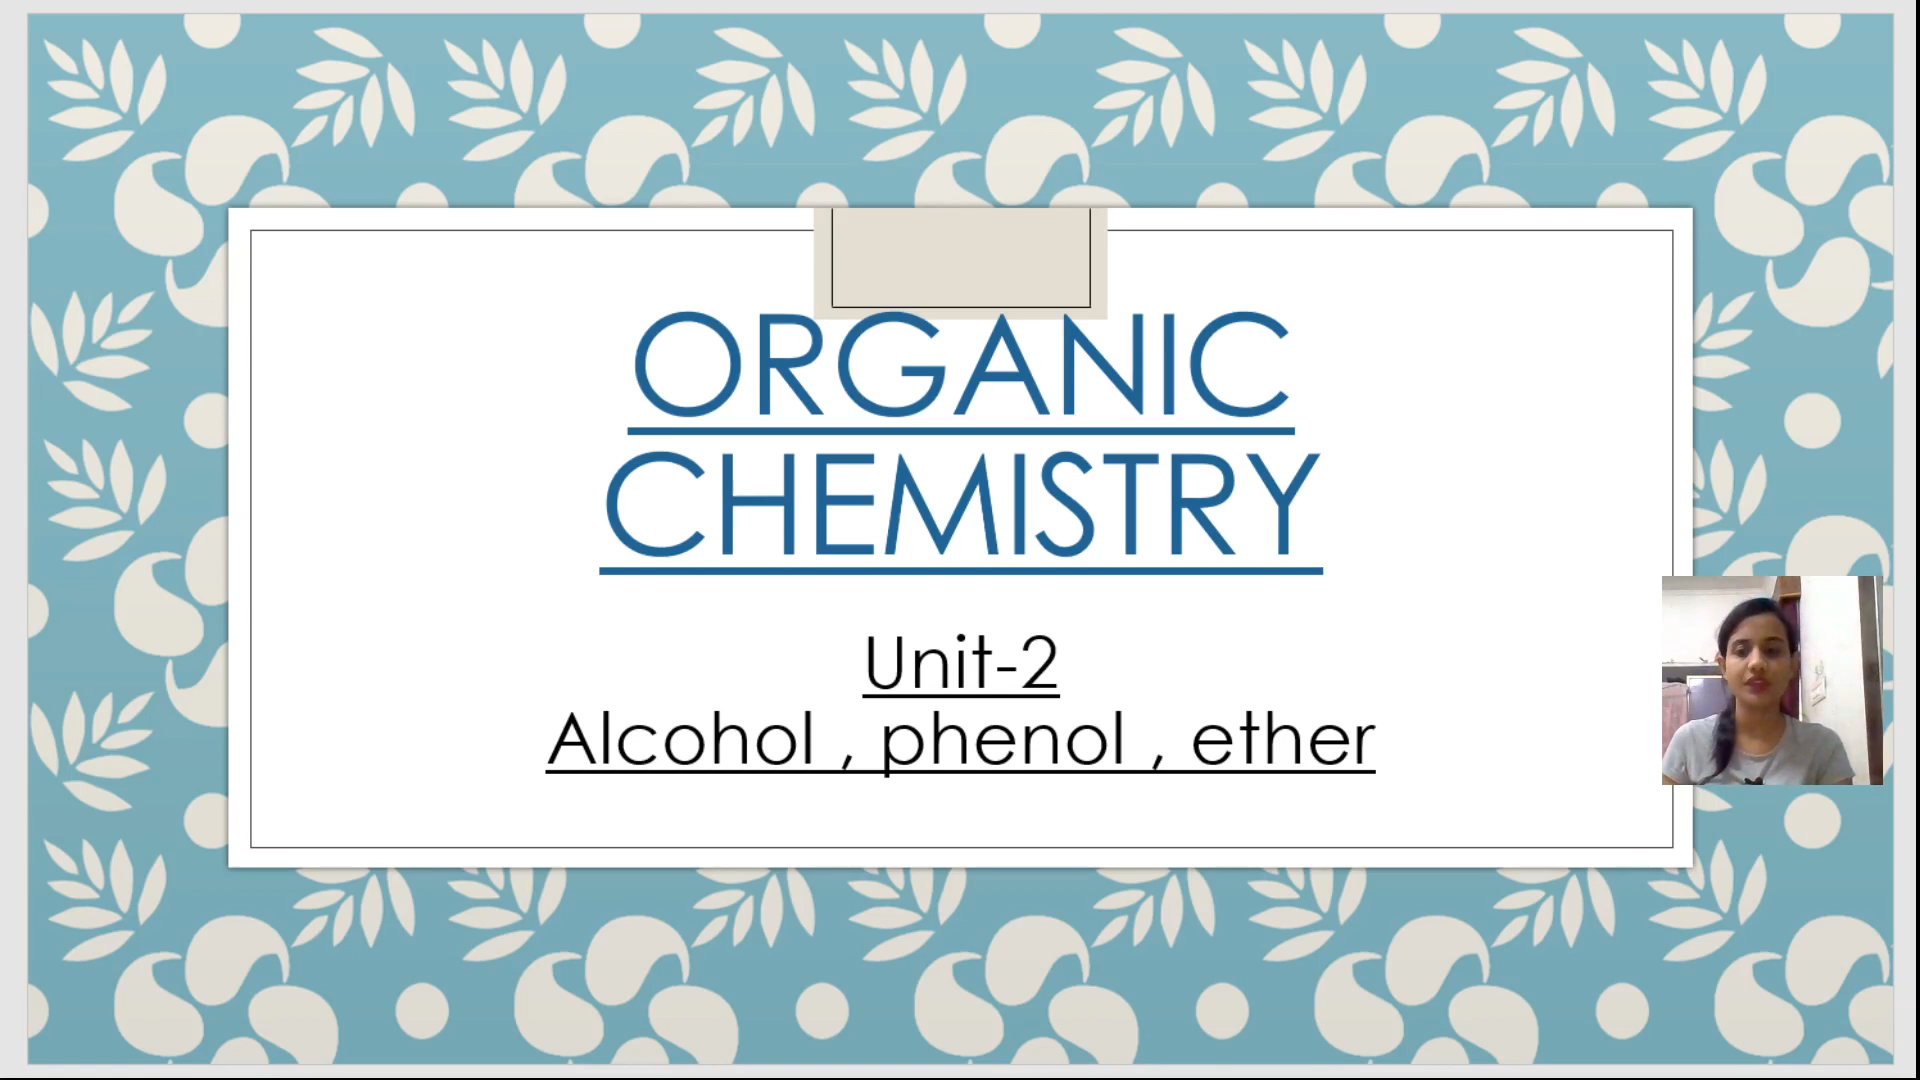 ORGANIC
CHEMISTRY
Unit-2
Alcohol , phenol , ether